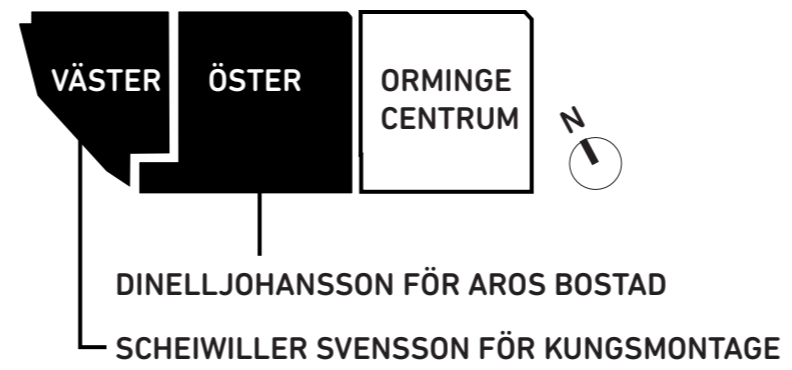 VÄSTER
ÖSTER
ORMINGE
CENTRUM
N
DINELLJOHANSSON FÖR AROS BOSTAD
SCHEIWILLER SVENSSON FÖR KUNGSMONTAGE